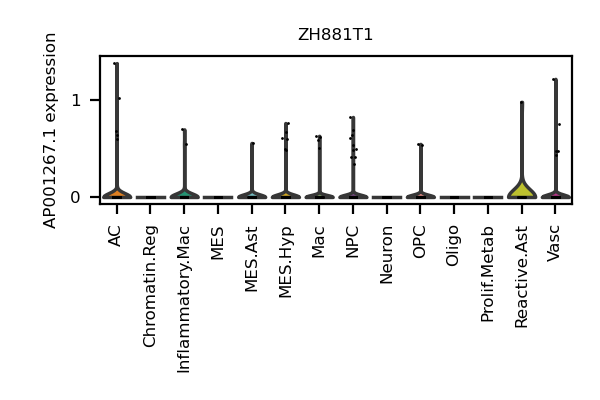 ZH881T1
AP001267.1 expression
1
0
AC
Chromatin.Reg
Inflammatory.Mac
MES
MES.Ast
MES.Hyp
Mac
NPC
Neuron
OPC
Oligo
Prolif.Metab
Reactive.Ast
Vasc